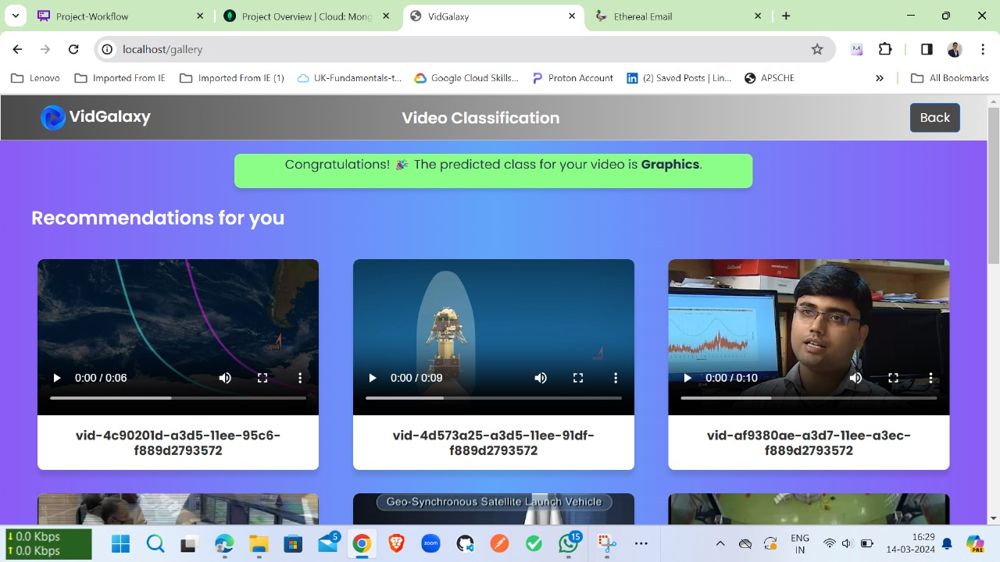 Project-Workflow
Project Overview | Cloud: Mong
VidGalaxy
Ethereal Email
localhost/gallery
Lenovo
Imported From IE
Imported From IE (1)
UK-Fundamentals-t...
Google Cloud Skills...
Proton Account
(2) Saved Posts | Lin...
APSCHE
All Bookmarks
VidGalaxy
Video Classification
Back
Congratulations! 🎉 The predicted class for your video is Graphics.
Recommendations for you
0:00 / 0:06
0:00 / 0:09
0:00 / 0:10
vid-4c90201d-a3d5-11ee-95c6-
f889d2793572
vid-4d573a25-a3d5-11ee-91df-
f889d2793572
vid-af9380ae-a3d7-11ee-a3ec-
f889d2793572
Geo-Synchronous Satellite Launch Vehicle
0.0 Kbps
0.0 Kbps
5
zoom
15
ENG
IN
16:29
14-03-2024
PRE